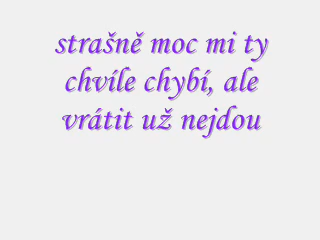 strašně moc mi ty
chvíle chybí, ale
vrátit už nejdou